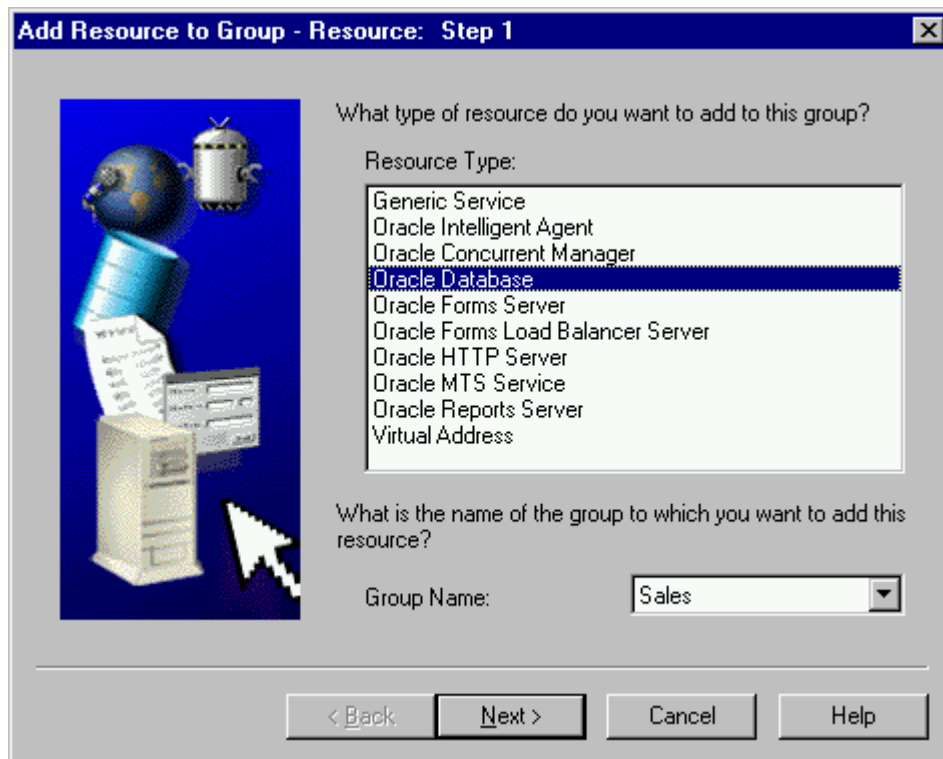 Add Resource to Group - Resource: Step 1
What type of resource do you want to add to this group?
Resource Type:
Generic Service
Oracle Intelligent Agent
Oracle Concurrent Manager
Oracle Database
Oracle Forms Server
Oracle Forms Load Balancer Server
Oracle HTTP Server
Oracle MTS Service
Oracle Reports Server
Virtual Address
What is the name of the group to which you want to add this
resource?
Group Name: Sales
< Back Next > Cancel Help